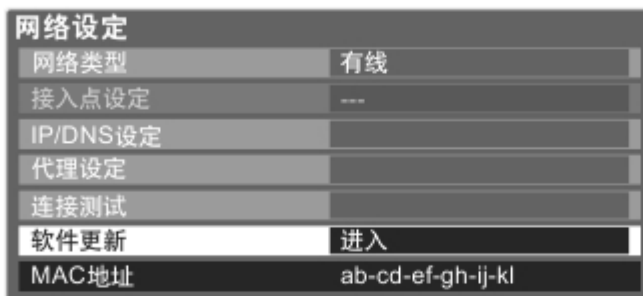 网络设定
网络类型 有线
接入点设定 ---
IP/DNS设定
代理设定
连接测试
软件更新 进入
MAC地址 ab-cd-ef-gh-ij-kl